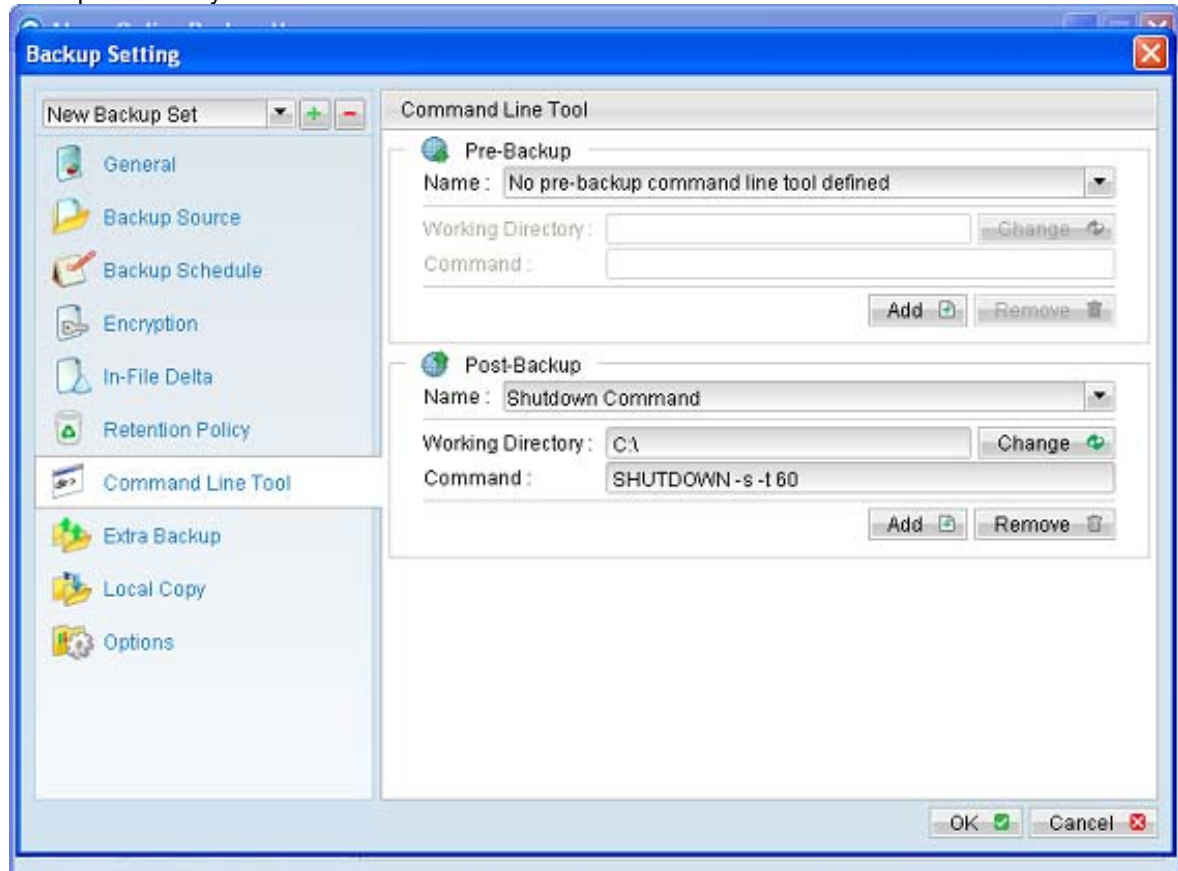 Backup Setting
New Backup Set
General
Backup Source
Backup Schedule
Encryption
In-File Delta
Retention Policy
Command Line Tool
Extra Backup
Local Copy
Options
Command Line Tool
Pre-Backup
Name : No pre-backup command line tool defined
Working Directory : Change
Command :
Add Remove
Post-Backup
Name : Shutdown Command
Working Directory : C:\ Change
Command : SHUTDOWN -s -t 60
Add Remove
OK Cancel